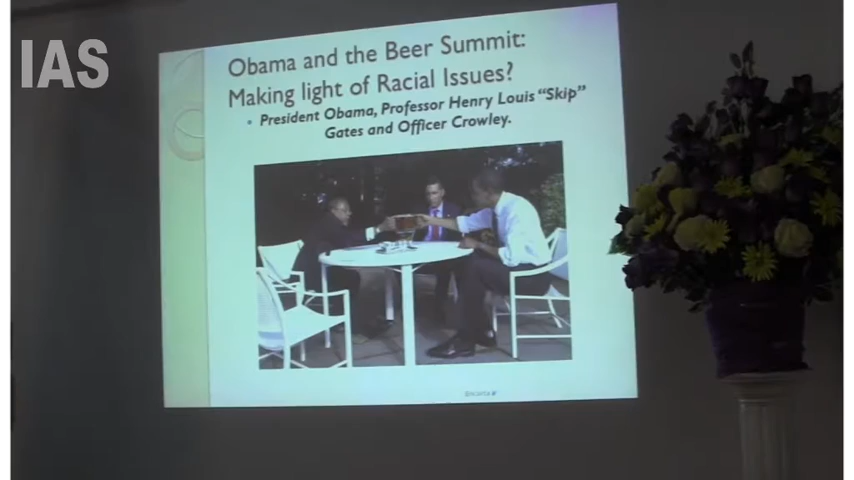 IAS
Obama and the Beer Summit:
Making light of Racial Issues?
• President Obama, Professor Henry Louis “Skip”
Gates and Officer Crowley.